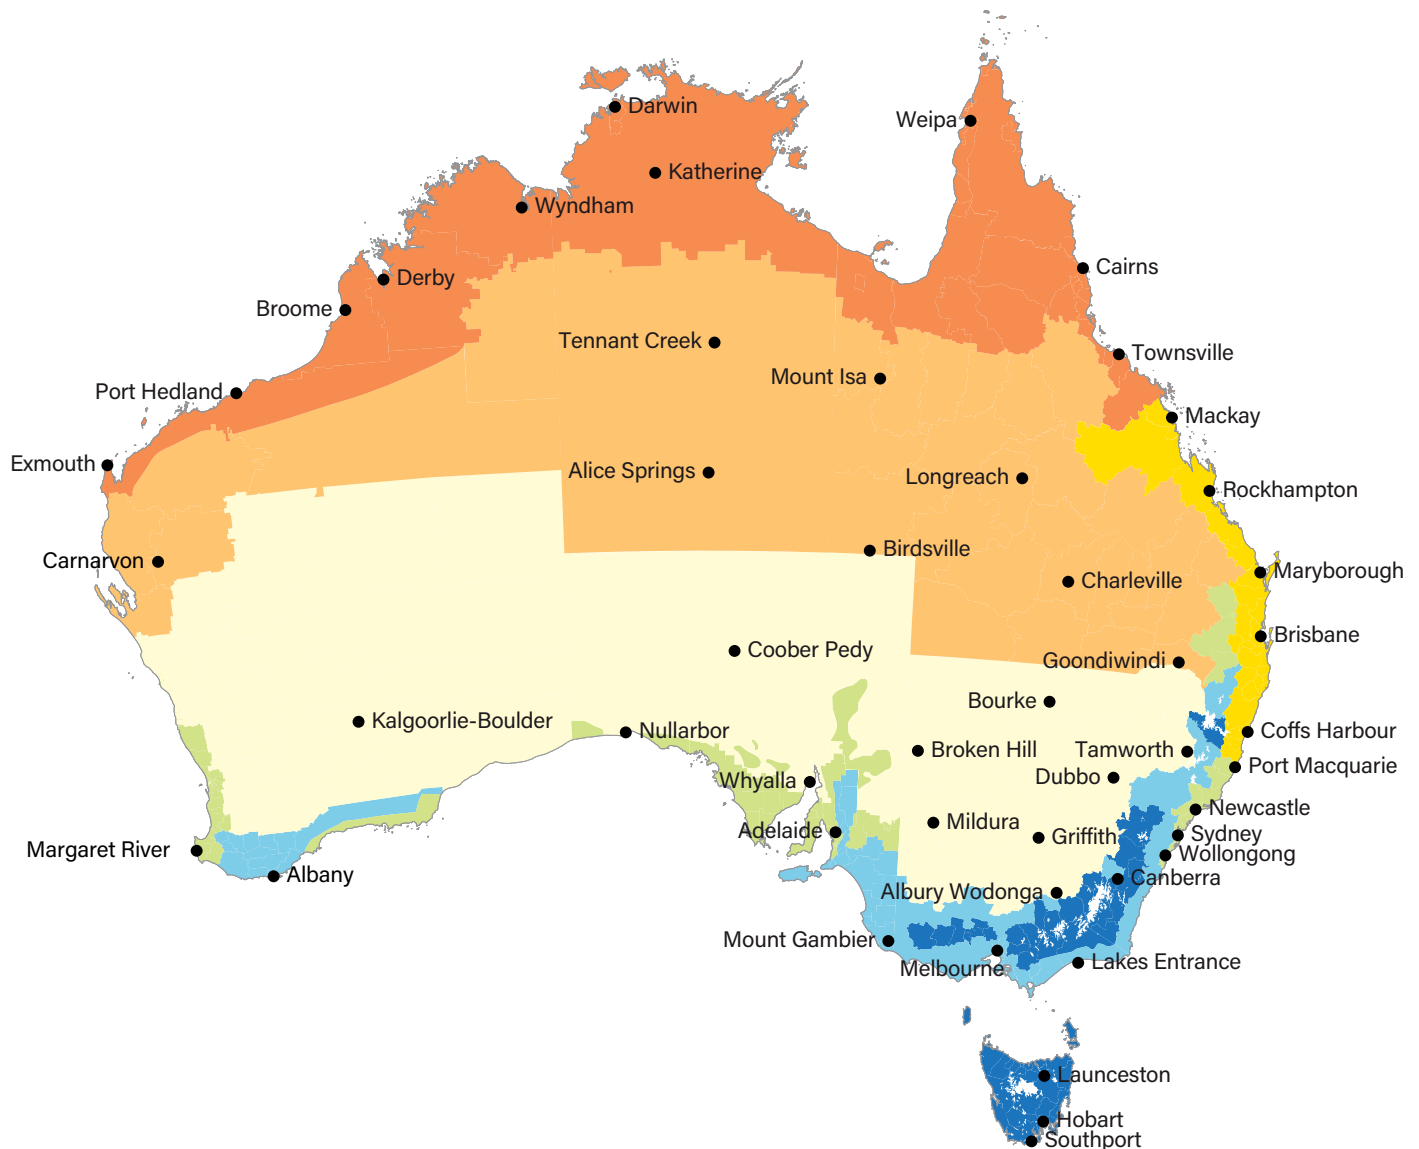 Darwin
Weipa
Katherine
Wyndham
Cairns
Derby
Broome
Tennant Creek
Townsville
Mount Isa
Port Hedland
Mackay
Exmouth
Alice Springs
Longreach
Rockhampton
Birdsville
Carnarvon
Maryborough
Charleville
Brisbane
Coober Pedy
Goondiwindi
Bourke
Kalgoorlie-Boulder
Nullarbor
Coffs Harbour
Broken Hill
Tamworth
Port Macquarie
Dubbo
Whyalla
Newcastle
Mildura
Adelaide
Sydney
Griffith
Margaret River
Wollongong
Albany
Canberra
Albury Wodonga
Mount Gambier
Lakes Entrance
Melbourne
Launceston
Hobart
Southport